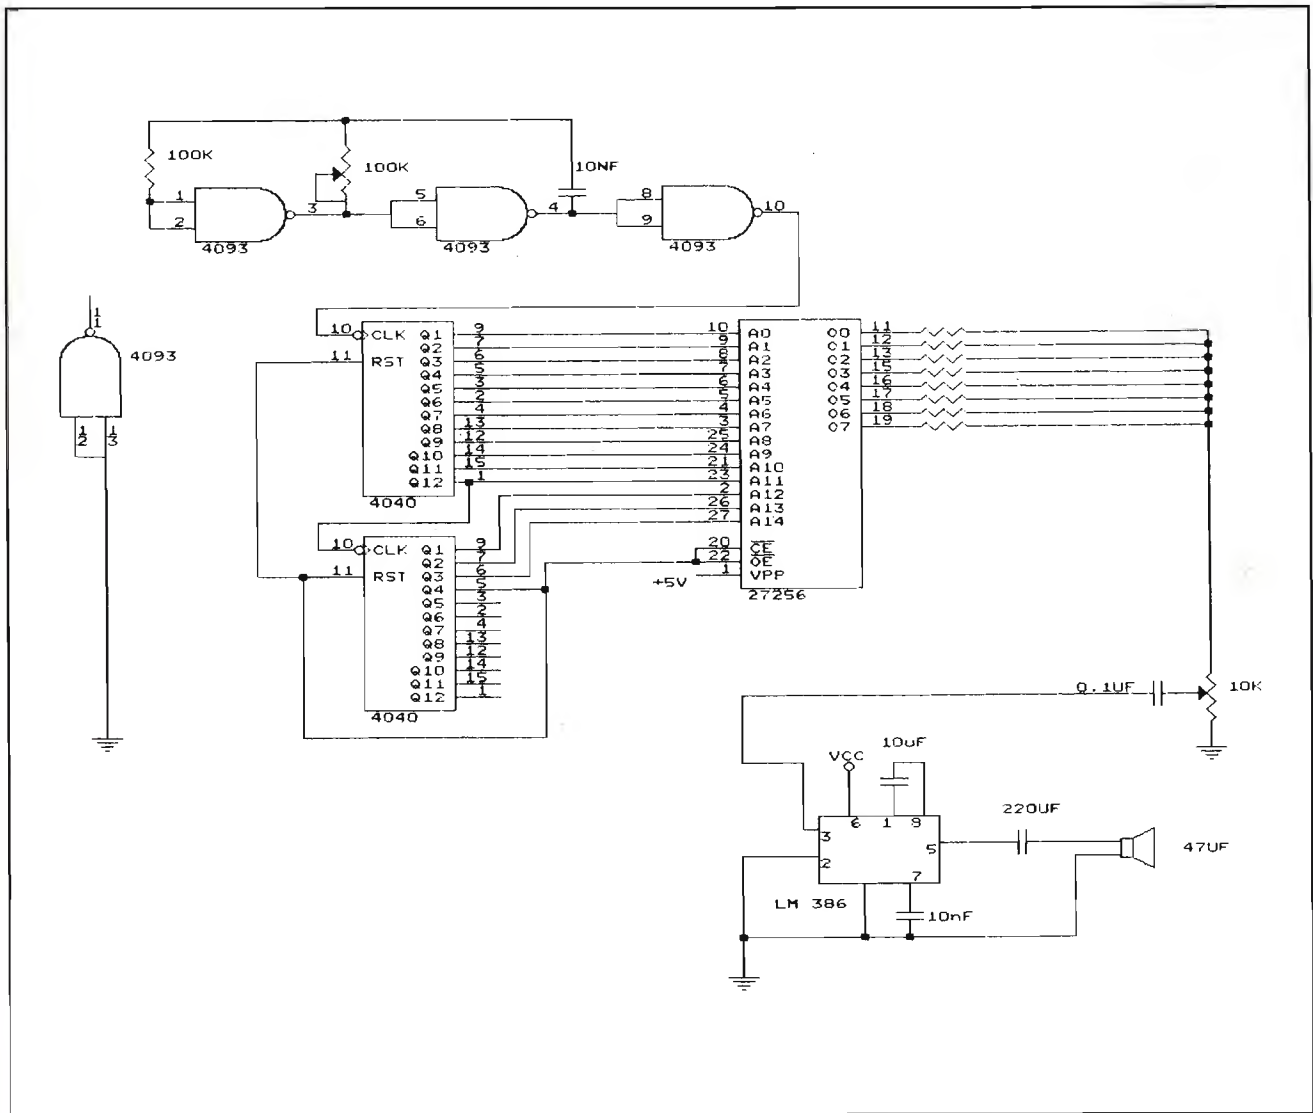 100K
100K
10NF
1
2
3
5
6
4
8
9
10
4093
4093
4093
1
1
4093
1
2
1
3
10 CLK
11 RST
Q1 9
Q2 7
Q3 6
Q4 5
Q5 3
Q6 2
Q7 4
Q8 13
Q9 12
Q10 14
Q11 15
Q12 1
4040
10 A0
9 A1
8 A2
7 A3
6 A4
5 A5
4 A6
3 A7
25 A8
24 A9
21 A10
23 A11
2 A12
26 A13
27 A14
20 CE
22 OE
+5V 1 VPP
O0 11
O1 12
O2 13
O3 15
O4 16
O5 17
O6 18
O7 19
27256
10 CLK
11 RST
Q1 9
Q2 7
Q3 6
Q4 5
Q5 3
Q6 2
Q7 4
Q8 13
Q9 12
Q10 14
Q11 15
Q12 1
4040
0.1UF
10K
VCC
10uF
220UF
6
1
8
3
2
5
7
47UF
LM 386
10nF